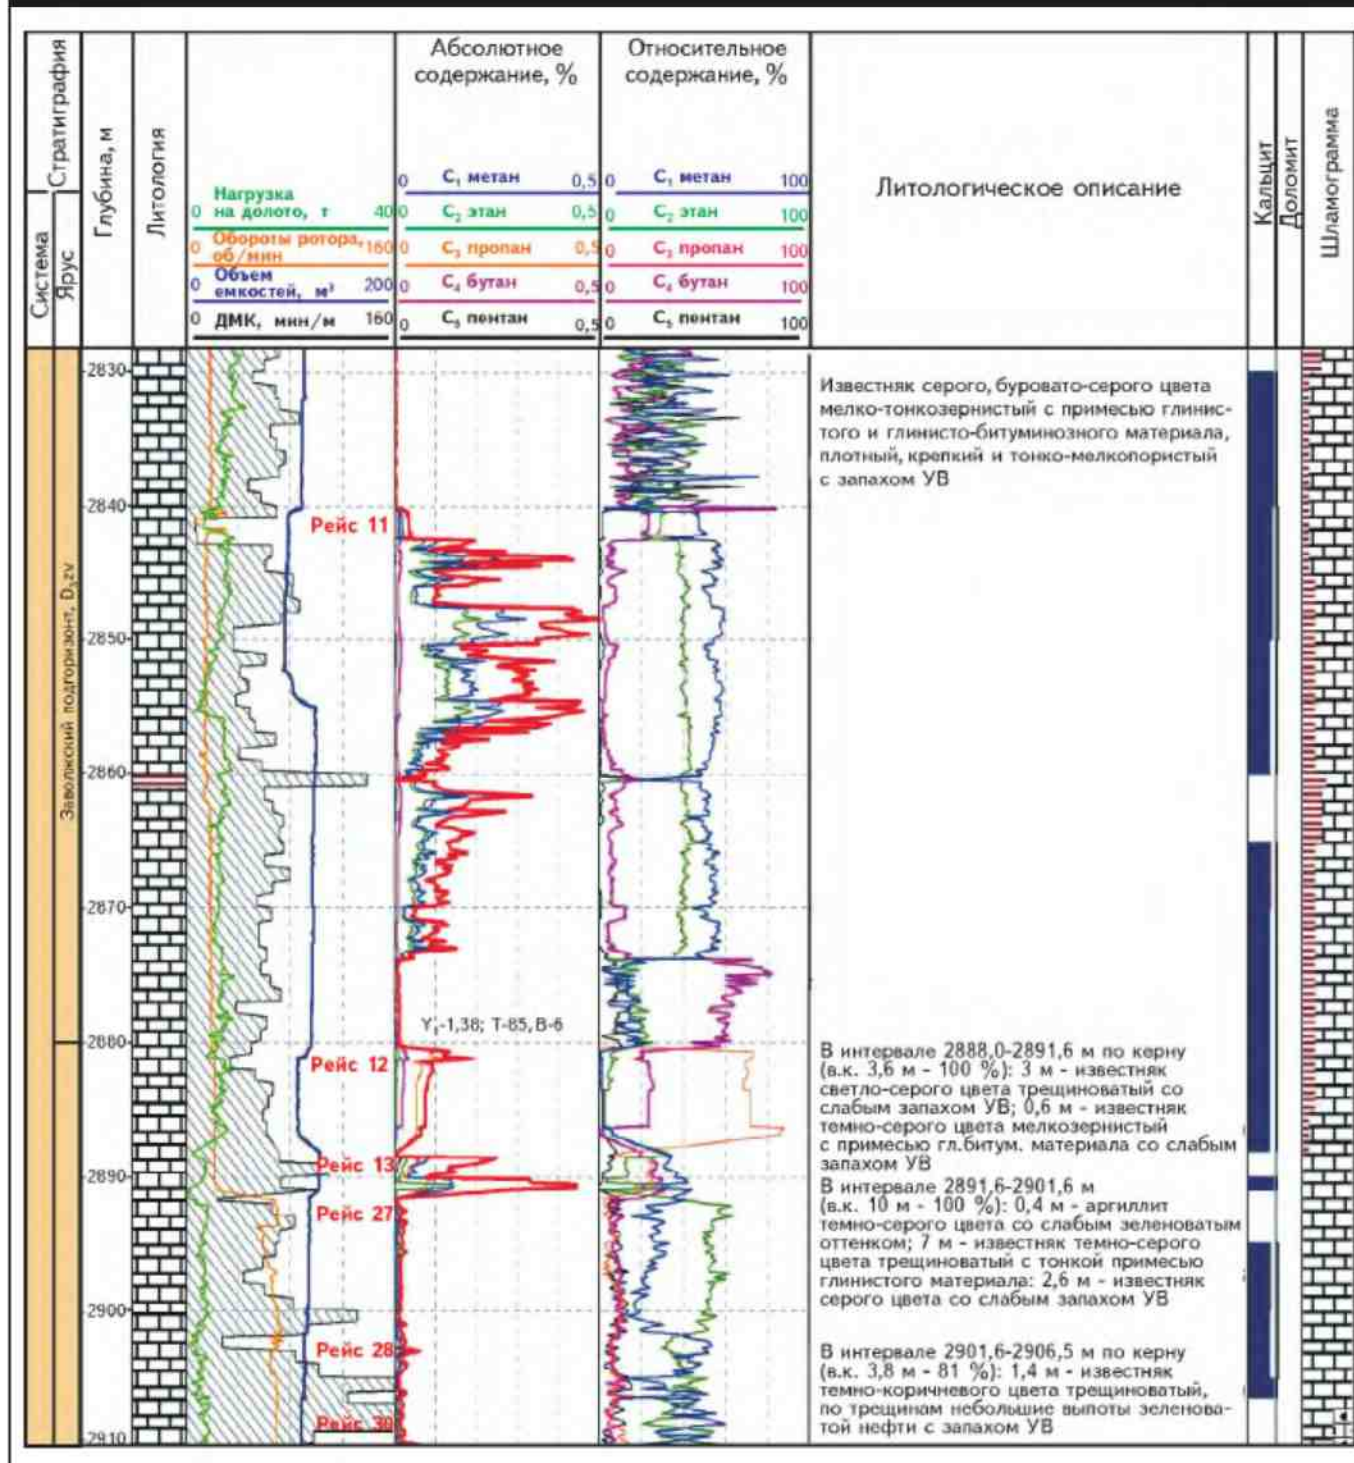 Стратиграфия
Система
Ярус
Глубина, м
Литология
Нагрузка
0 на долото, т 40
Обороты ротора,
0 об/мин 160
Объем
0 емкостей, м³ 200
0 ДМК, мин/м 160
Абсолютное
содержание, %
0 C₁ метан 0,5
0 C₂ этан 0,5
0 C₃ пропан 0,5
0 C₄ бутан 0,5
0 C₅ пентан 0,5
Относительное
содержание, %
0 C₁ метан 100
0 C₂ этан 100
0 C₃ пропан 100
0 C₄ бутан 100
0 C₅ пентан 100
Литологическое описание
Кальцит
Доломит
Шламограмма
Заволжский подгоризонт, D₃zv
2830
2840
2850
2860
2870
2880
2890
2900
2910
Рейс 11
Y₁-1,38; T-85, B-6
Рейс 12
Рейс 13
Рейс 27
Рейс 28
Рейс 30
Известняк серого, буровато-серого цвета
мелко-тонкозернистый с примесью глинис-
того и глинисто-битуминозного материала,
плотный, крепкий и тонко-мелкопористый
с запахом УВ
В интервале 2888,0-2891,6 м по керну
(в.к. 3,6 м - 100 %): 3 м - известняк
светло-серого цвета трещиноватый со
слабым запахом УВ; 0,6 м - известняк
темно-серого цвета мелкозернистый
с примесью гл.битум. материала со слабым
запахом УВ
В интервале 2891,6-2901,6 м
(в.к. 10 м - 100 %): 0,4 м - аргиллит
темно-серого цвета со слабым зеленоватым
оттенком; 7 м - известняк темно-серого
цвета трещиноватый с тонкой примесью
глинистого материала: 2,6 м - известняк
серого цвета со слабым запахом УВ
В интервале 2901,6-2906,5 м по керну
(в.к. 3,8 м - 81 %): 1,4 м - известняк
темно-коричневого цвета трещиноватый,
по трещинам небольшие выпоты зеленова-
той нефти с запахом УВ